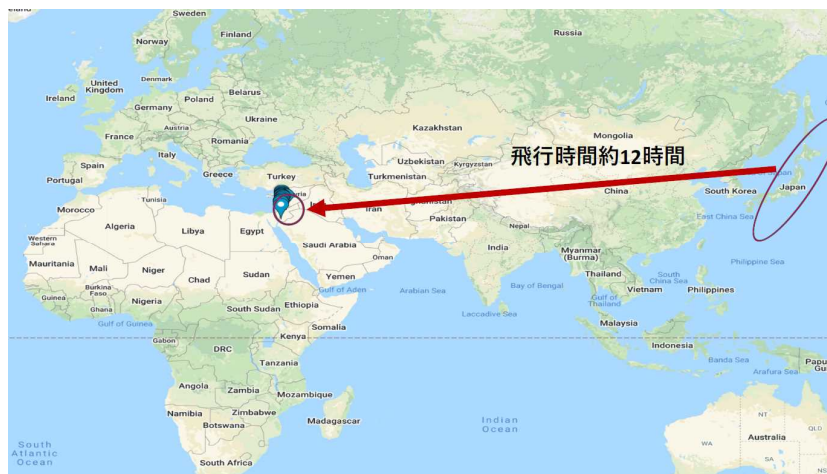 Sweden
Finland
Norway
Russia
United
Kingdom
Denmark
Ireland
Poland
Belarus
Germany
Ukraine
Austria
France
Romania
Kazakhstan
Mongolia
Italy
飛行時間約12時間
Spain
Uzbekistan
Kyrgyzstan
Greece
Turkey
Turkmenistan
Portugal
China
South Korea
Japan
Tunisia
Morocco
Iran
Pakistan
East China Sea
Algeria
Libya
Egypt
Nepal
Western
Sahara
Saudi Arabia
India
Myanmar
(Burma)
Oman
Philippine Sea
Mauritania
Mali
Niger
Chad
Sudan
Yemen
Thailand
South
China Sea
Burkina
Faso
Gulf of Aden
Arabian Sea
Bay of Bengal
Vietnam
Philippines
Guinea
Ghana
Nigeria
South Sudan
Ethiopia
Gulf of
Thailand
Laccadive Sea
Gulf of Guinea
Somalia
Malaysia
Gabon
Kenya
DRC
Indonesia
Tanzania
Banda Sea
Papu
Gu
Arafura Sea
Angola
Zambia
Mozambique
Namibia
Zimbabwe
Madagascar
Botswana
Indian
Ocean
NT
QLD
Australia
WA
South
Atlantic
Ocean
South Africa
SA
NS